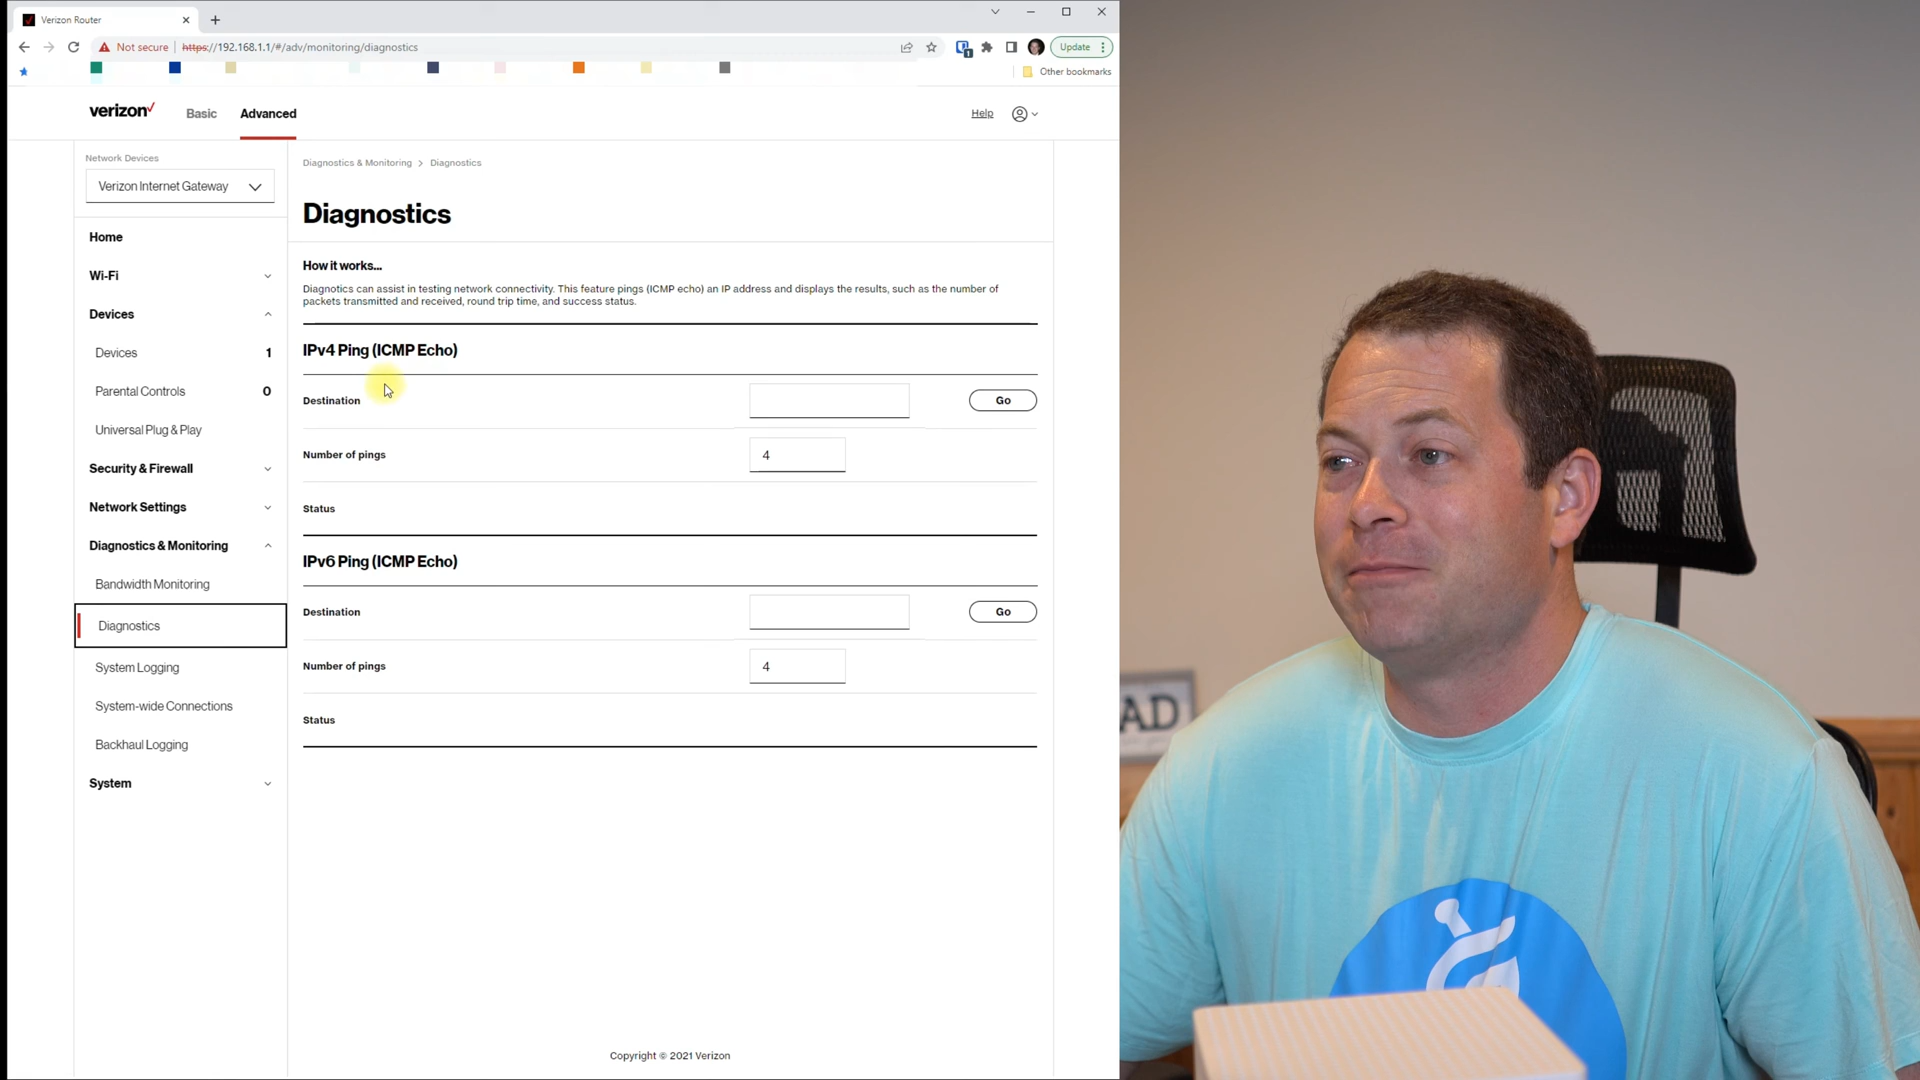 Verizon Router
Not secure
https://192.168.1.1/#/adv/monitoring/diagnostics
Update
1
Other bookmarks
verizon
Basic
Advanced
Help
Network Devices
Verizon Internet Gateway
Home
Wi-Fi
Devices
Devices 1
Parental Controls 0
Universal Plug & Play
Security & Firewall
Network Settings
Diagnostics & Monitoring
Bandwidth Monitoring
Diagnostics
System Logging
System-wide Connections
Backhaul Logging
System
Diagnostics & Monitoring > Diagnostics
Diagnostics
How it works...
Diagnotics can assist in testing network connectivity. This feature pings (ICMP echo) an IP address and displays the results, such as the number of
packets transmitted and received, round trip time, and success status.
IPv4 Ping (ICMP Echo)
Destination Go
Number of pings 4
Status
IPv6 Ping (ICMP Echo)
Destination Go
Number of pings 4
Status
Copyright © 2021 Verizon
AD